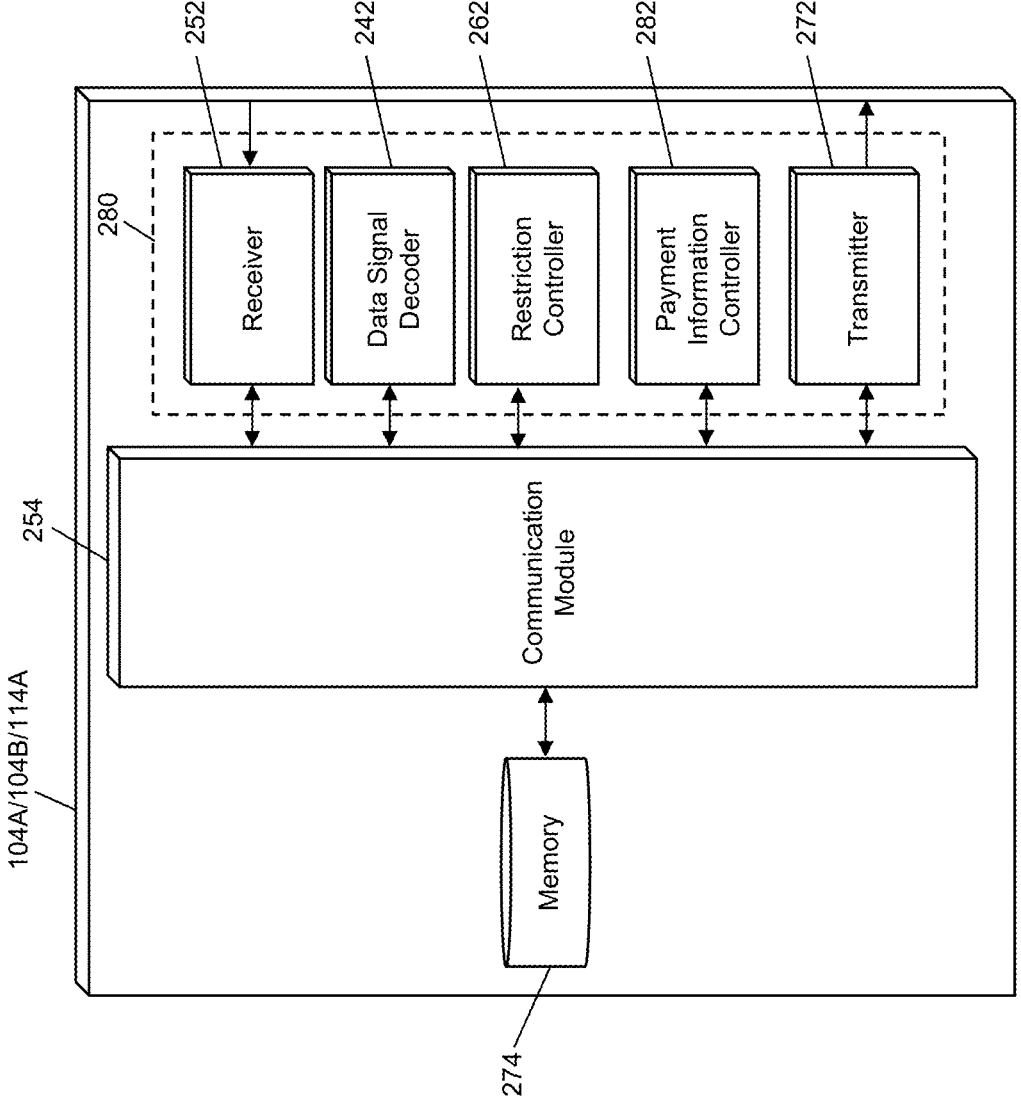 104A/104B/114A
254
280
252
242
262
282
272
Receiver
Data Signal
Decoder
Restriction
Controller
Payment
Information
Controller
Transmitter
Communication
Module
Memory
274